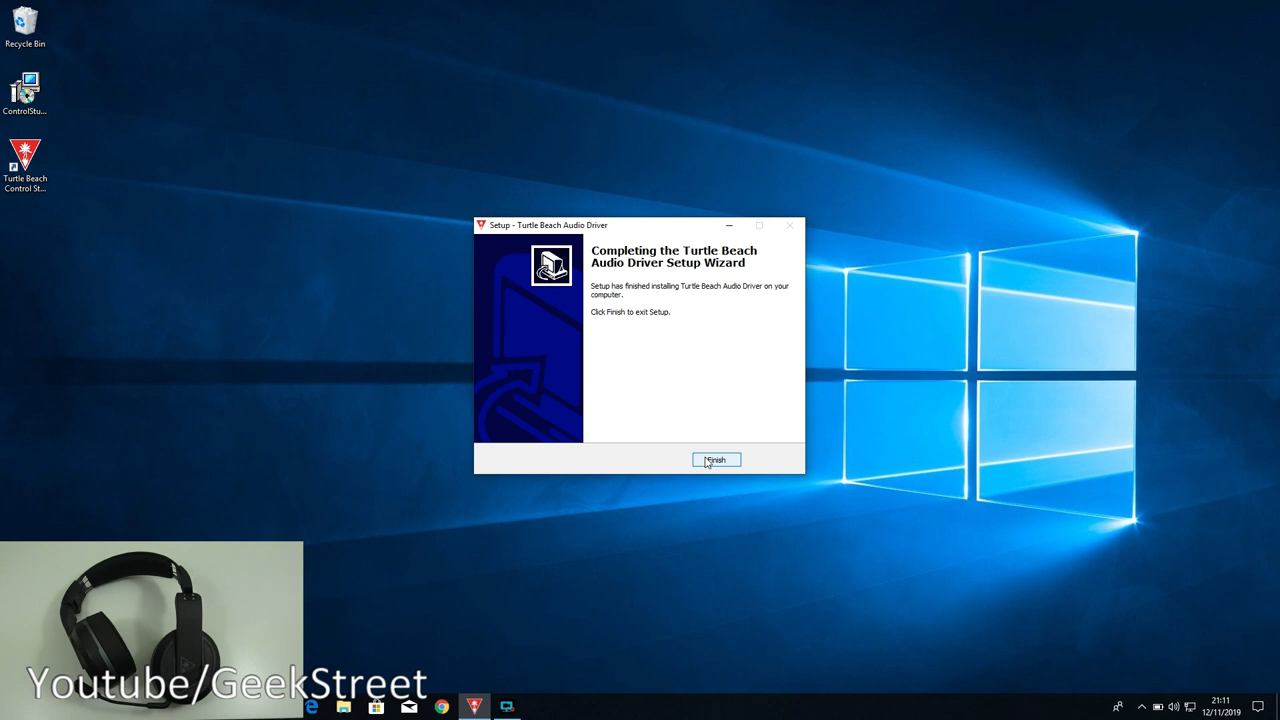 Recycle Bin
ControlStu...
Turtle Beach
Control St...
Setup - Turtle Beach Audio Driver
Completing the Turtle Beach
Audio Driver Setup Wizard
Setup has finished installing Turtle Beach Audio Driver on your
computer.
Click Finish to exit Setup.
Finish
Youtube/GeekStreet
21:11
12/11/2019